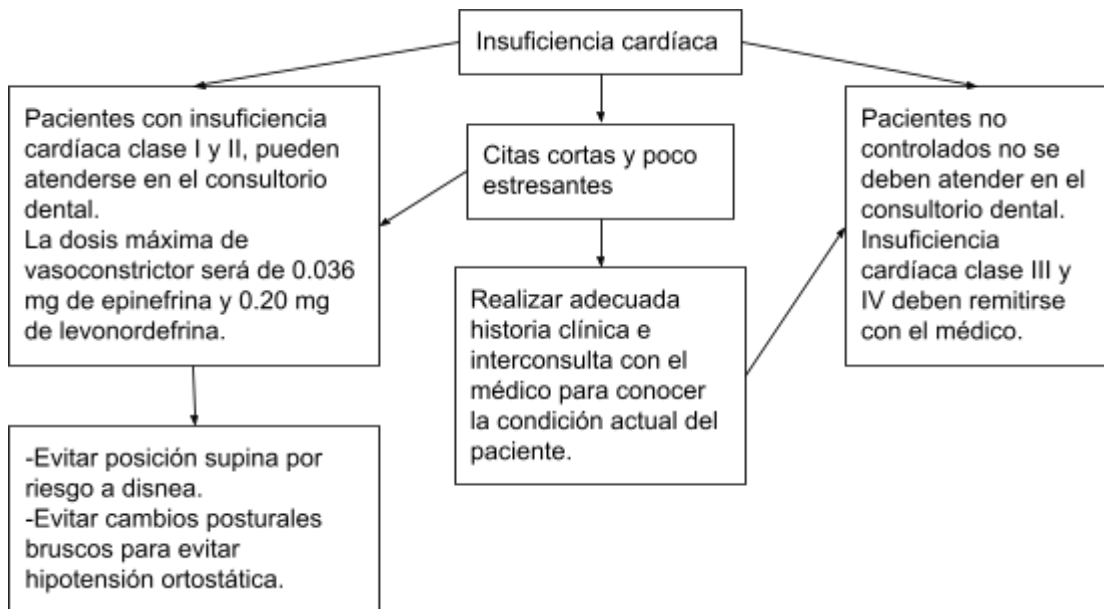 Insuficiencia cardíaca
Pacientes con insuficiencia
cardíaca clase I y II, pueden
atenderse en el consultorio
dental.
La dosis máxima de
vasoconstrictor será de 0.036
mg de epinefrina y 0.20 mg
de levonordefrina.
Citas cortas y poco
estresantes
Pacientes no
controlados no se
deben atender en el
consultorio dental.
Insuficiencia
cardíaca clase III y
IV deben remitirse
con el médico.
Realizar adecuada
historia clínica e
interconsulta con el
médico para conocer
la condición actual del
paciente.
-Evitar posición supina por
riesgo a disnea.
-Evitar cambios posturales
bruscos para evitar
hipotensión ortostática.